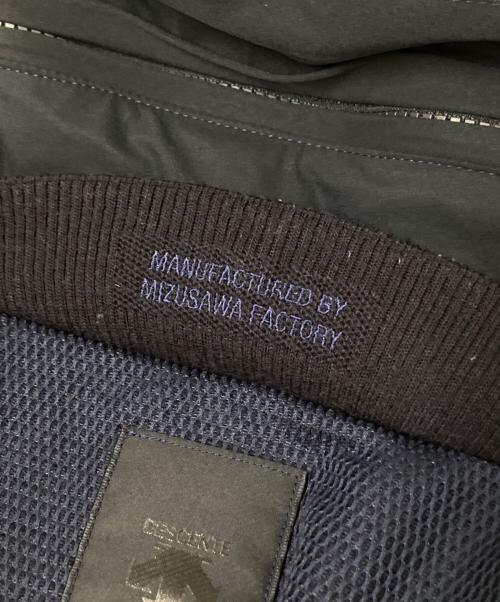 MANUFACTURED BY
MIZUSAWA FACTORY
DESCENTE